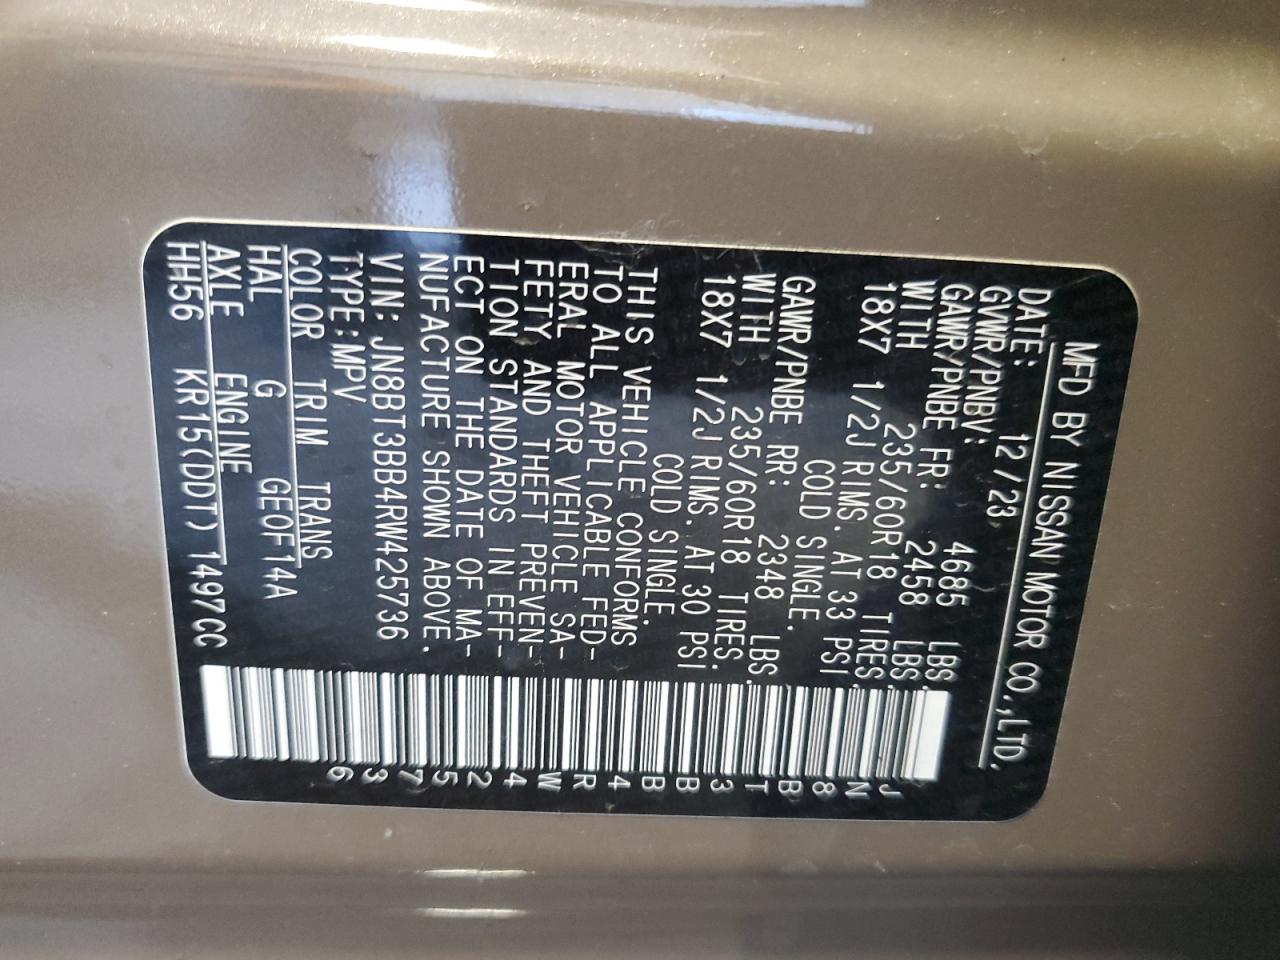 MFD BY NISSAN MOTOR CO.,LTD.
DATE: 12/23
GVWR/PNBV: 4685 LBS.
GAWR/PNBE FR: 2458 LBS.
WITH 235/60R18 TIRES.
18X7 1/2J RIMS. AT 33 PSI
COLD SINGLE.
GAWR/PNBE RR: 2348 LBS.
WITH 235/60R18 TIRES.
18X7 1/2J RIMS. AT 30 PSI
COLD SINGLE.
THIS VEHICLE CONFORMS
TO ALL APPLICABLE FED-
ERAL MOTOR VEHICLE SA-
FETY AND THEFT PREVEN-
TION STANDARDS IN EFF-
ECT ON THE DATE OF MA-
NUFACTURE SHOWN ABOVE.
VIN: JN8BT3BB4RW425736
TYPE:MPV
COLOR TRIM TRANS
HAL G GEOF14A
AXLE ENGINE
HH56 KR15(DDT) 1497CC
JN8BT3BB4RW425736